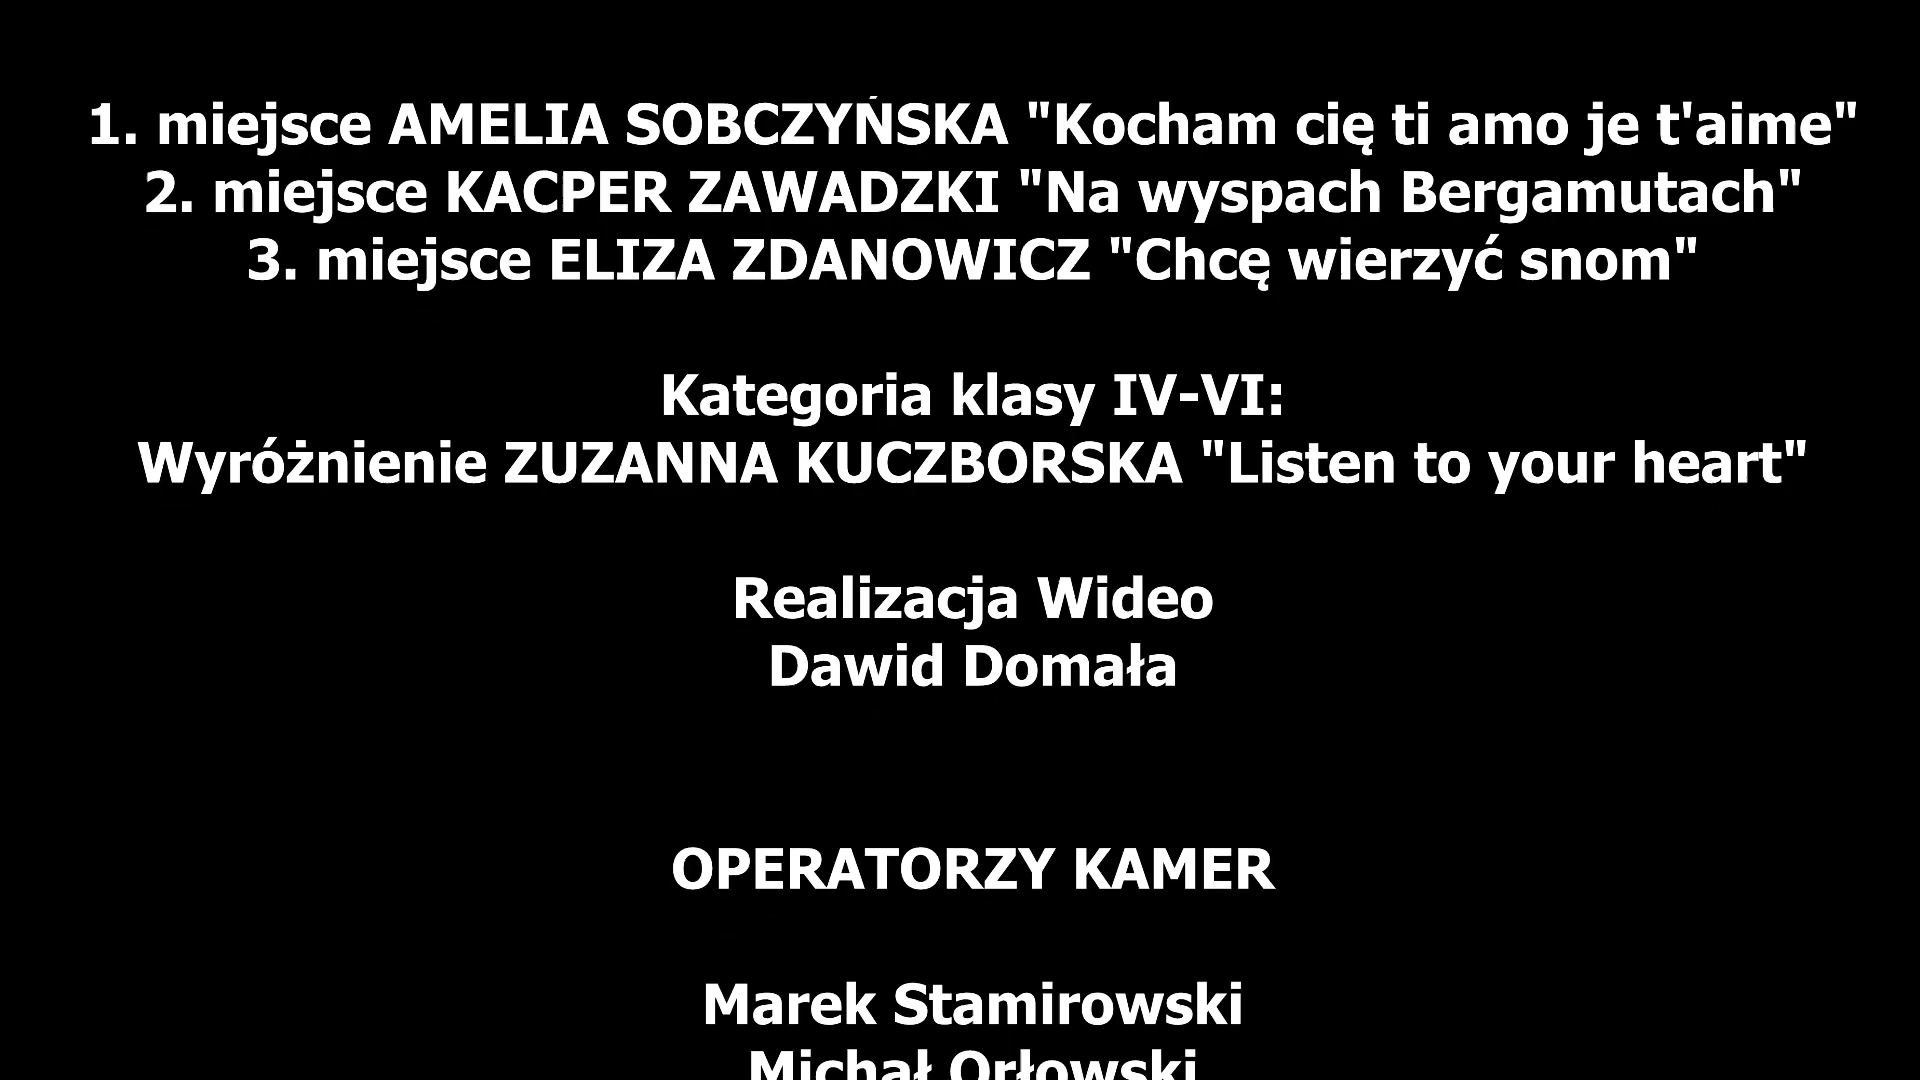 1. miejsce AMELIA SOBCZYŃSKA "Kocham cię ti amo je t'aime"
2. miejsce KACPER ZAWADZKI "Na wyspach Bergamutach"
3. miejsce ELIZA ZDANOWICZ "Chcę wierzyć snom"
Kategoria klasy IV-VI:
Wyróżnienie ZUZANNA KUCZBORSKA "Listen to your heart"
Realizacja Wideo
Dawid Domała
OPERATORZY KAMER
Marek Stamirowski
Michał Orłowski